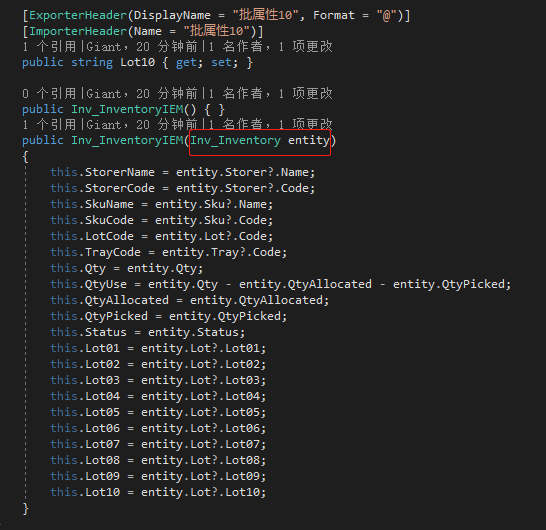 [ExporterHeader(DisplayName = "批属性10", Format = "@")]
[ImporterHeader(Name = "批属性10")]
1 个引用|Giant，20 分钟前|1 名作者，1 项更改
public string Lot10 { get; set; }
0 个引用|Giant，20 分钟前|1 名作者，1 项更改
public Inv_InventoryIEM() { }
1 个引用|Giant，20 分钟前|1 名作者，1 项更改
public Inv_InventoryIEM(Inv_Inventory entity)
{
this.StorerName = entity.Storer?.Name;
this.StorerCode = entity.Storer?.Code;
this.SkuName = entity.Sku?.Name;
this.SkuCode = entity.Sku?.Code;
this.LotCode = entity.Lot?.Code;
this.TrayCode = entity.Tray?.Code;
this.Qty = entity.Qty;
this.QtyUse = entity.Qty - entity.QtyAllocated - entity.QtyPicked;
this.QtyAllocated = entity.QtyAllocated;
this.QtyPicked = entity.QtyPicked;
this.Status = entity.Status;
this.Lot01 = entity.Lot?.Lot01;
this.Lot02 = entity.Lot?.Lot02;
this.Lot03 = entity.Lot?.Lot03;
this.Lot04 = entity.Lot?.Lot04;
this.Lot05 = entity.Lot?.Lot05;
this.Lot06 = entity.Lot?.Lot06;
this.Lot07 = entity.Lot?.Lot07;
this.Lot08 = entity.Lot?.Lot08;
this.Lot09 = entity.Lot?.Lot09;
this.Lot10 = entity.Lot?.Lot10;
}